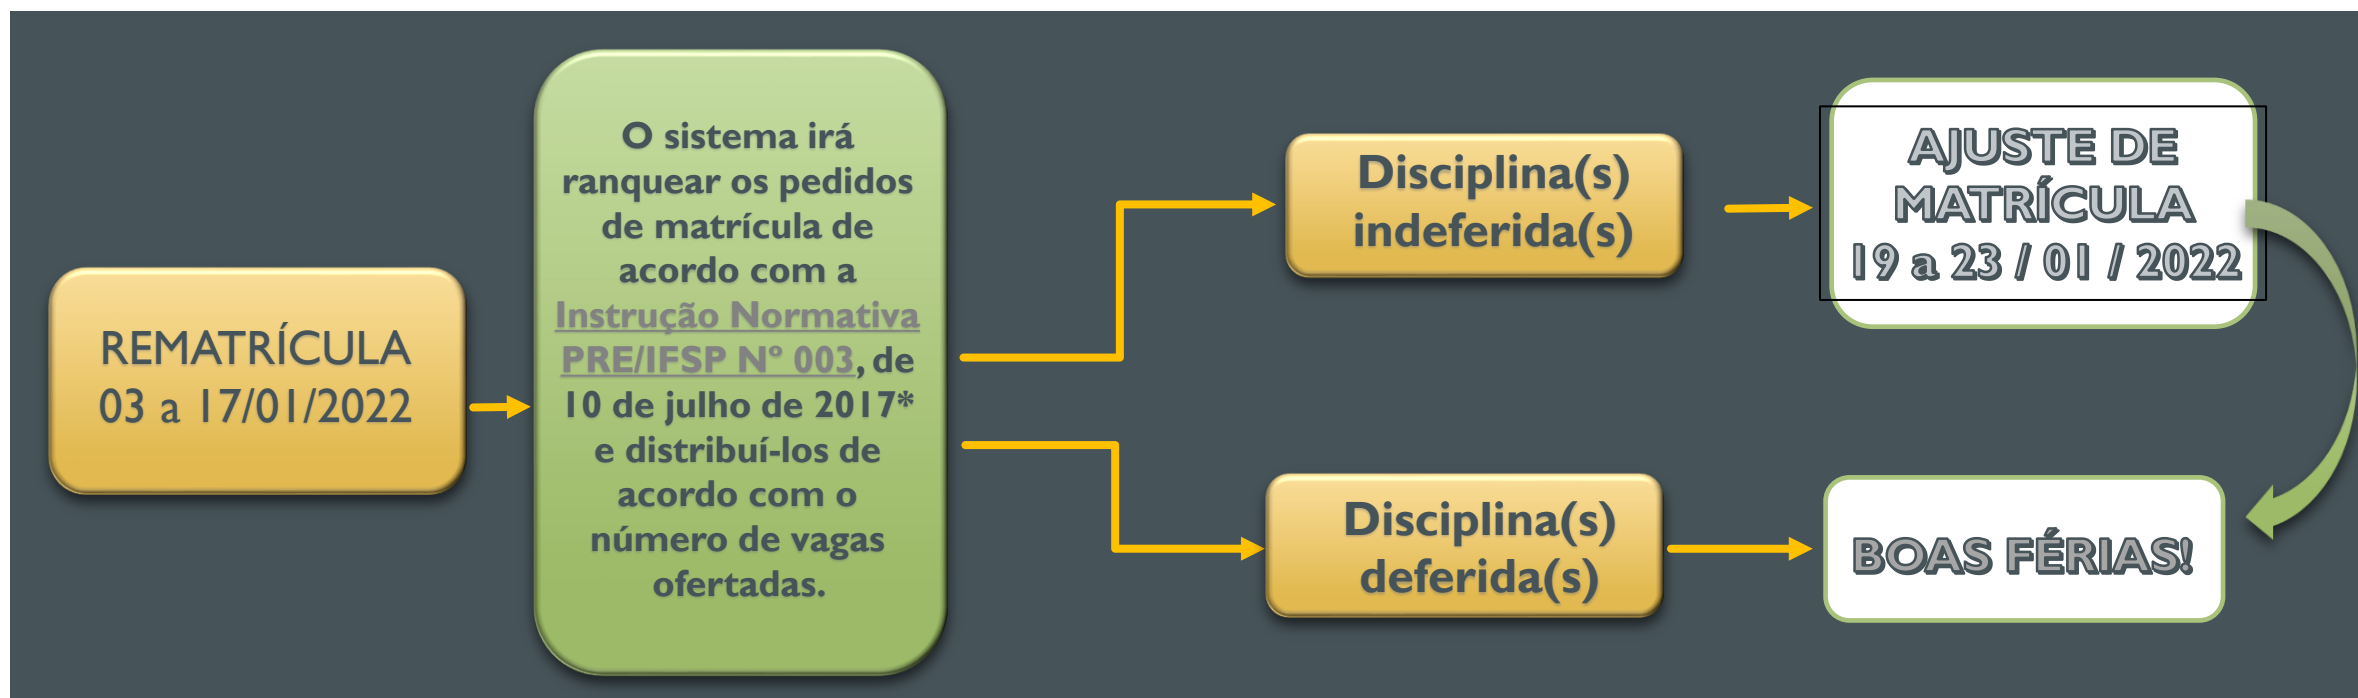 REMATRÍCULA
03 a 17/01/2022
O sistema irá
ranquear os pedidos
de matrícula de
acordo com a
Instrução Normativa
PRE/IFSP Nº 003, de
10 de julho de 2017*
e distribuí-los de
acordo com o
número de vagas
ofertadas.
Disciplina(s)
indeferida(s)
AJUSTE DE
MATRÍCULA
19 a 23 / 01 / 2022
Disciplina(s)
deferida(s)
BOAS FÉRIAS!